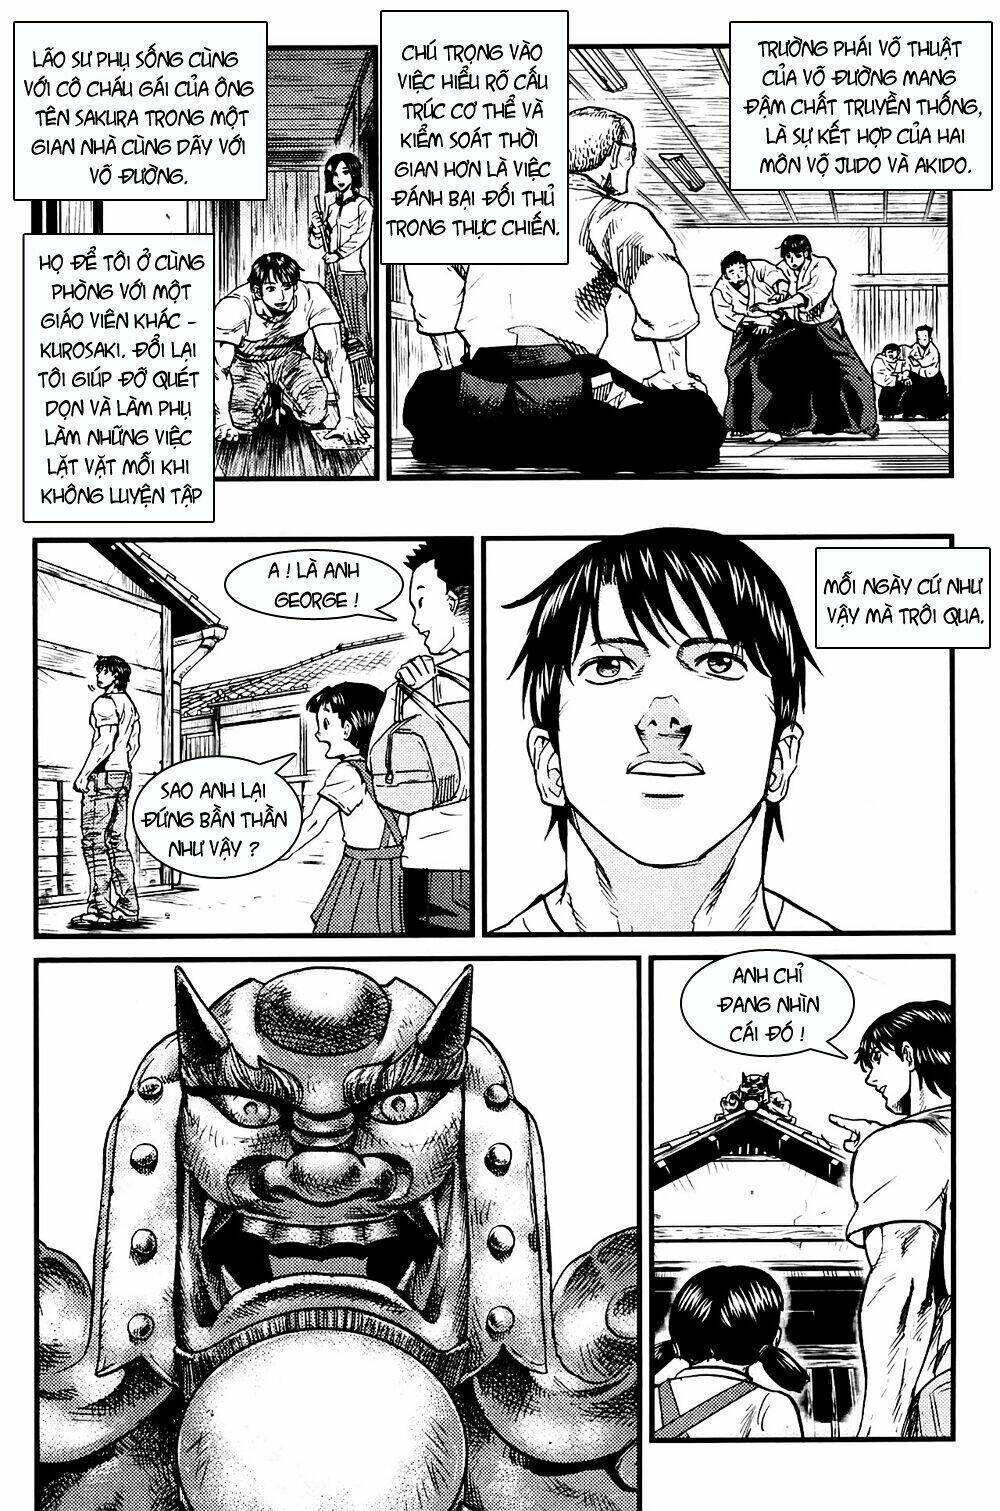 TRƯỜNG PHÁI VÕ THUẬT
CỦA VÕ ĐƯỜNG MANG
ĐẬM CHẤT TRUYỀN THỐNG,
LÀ SỰ KẾT HỢP CỦA HAI
MÔN VÕ JUDO VÀ AKIDO.
CHÚ TRỌNG VÀO
VIỆC HIỂU RÕ CẤU
TRÚC CƠ THỂ VÀ
KIỂM SOÁT THỜI
GIAN HƠN LÀ VIỆC
ĐÁNH BẠI ĐỐI THỦ
TRONG THỰC CHIẾN.
LÃO SƯ PHỤ SỐNG CÙNG
VỚI CÔ CHÁU GÁI CỦA ÔNG
TÊN SAKURA TRONG MỘT
GIAN NHÀ CÙNG DÃY VỚI
VÕ ĐƯỜNG.
HỌ ĐỂ TÔI Ở CÙNG
PHÒNG VỚI MỘT
GIÁO VIÊN KHÁC -
KUROSAKI. ĐỔI LẠI
TÔI GIÚP ĐỠ QUÉT
DỌN VÀ LÀM PHỤ
LÀM NHỮNG VIỆC
LẶT VẶT MỖI KHI
KHÔNG LUYỆN TẬP
MỖI NGÀY CỨ NHƯ
VẬY MÀ TRÔI QUA.
A ! LÀ ANH
GEORGE !
SAO ANH LẠI
ĐỨNG BẦN THẦN
NHƯ VẬY ?
ANH CHỈ
ĐANG NHÌN
CÁI ĐÓ !